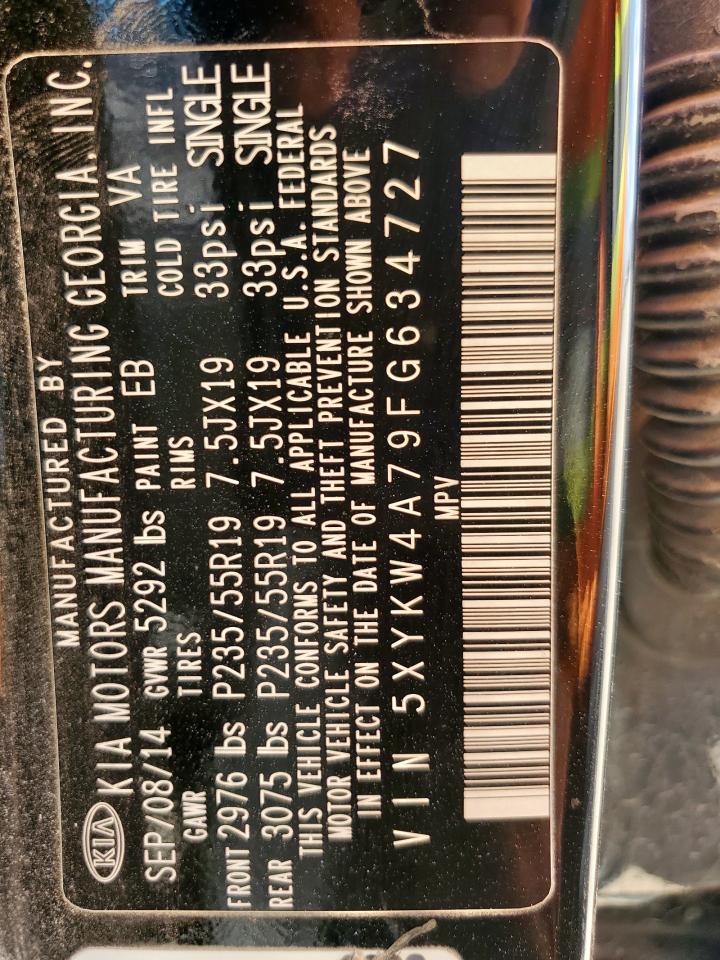 MANUFACTURED BY
KIA KIA MOTORS MANUFACTURING GEORGIA, INC.
SEP/08/14 GVWR 5292 lbs PAINT EB TRIM VA
GAWR TIRES RIMS COLD TIRE INFL
FRONT 2976 lbs P235/55R19 7.5JX19 33psi SINGLE
REAR 3075 lbs P235/55R19 7.5JX19 33psi SINGLE
THIS VEHICLE CONFORMS TO ALL APPLICABLE U.S.A. FEDERAL
MOTOR VEHICLE SAFETY AND THEFT PREVENTION STANDARDS
IN EFFECT ON THE DATE OF MANUFACTURE SHOWN ABOVE
VIN 5XYKW4A79FG634727
MPV